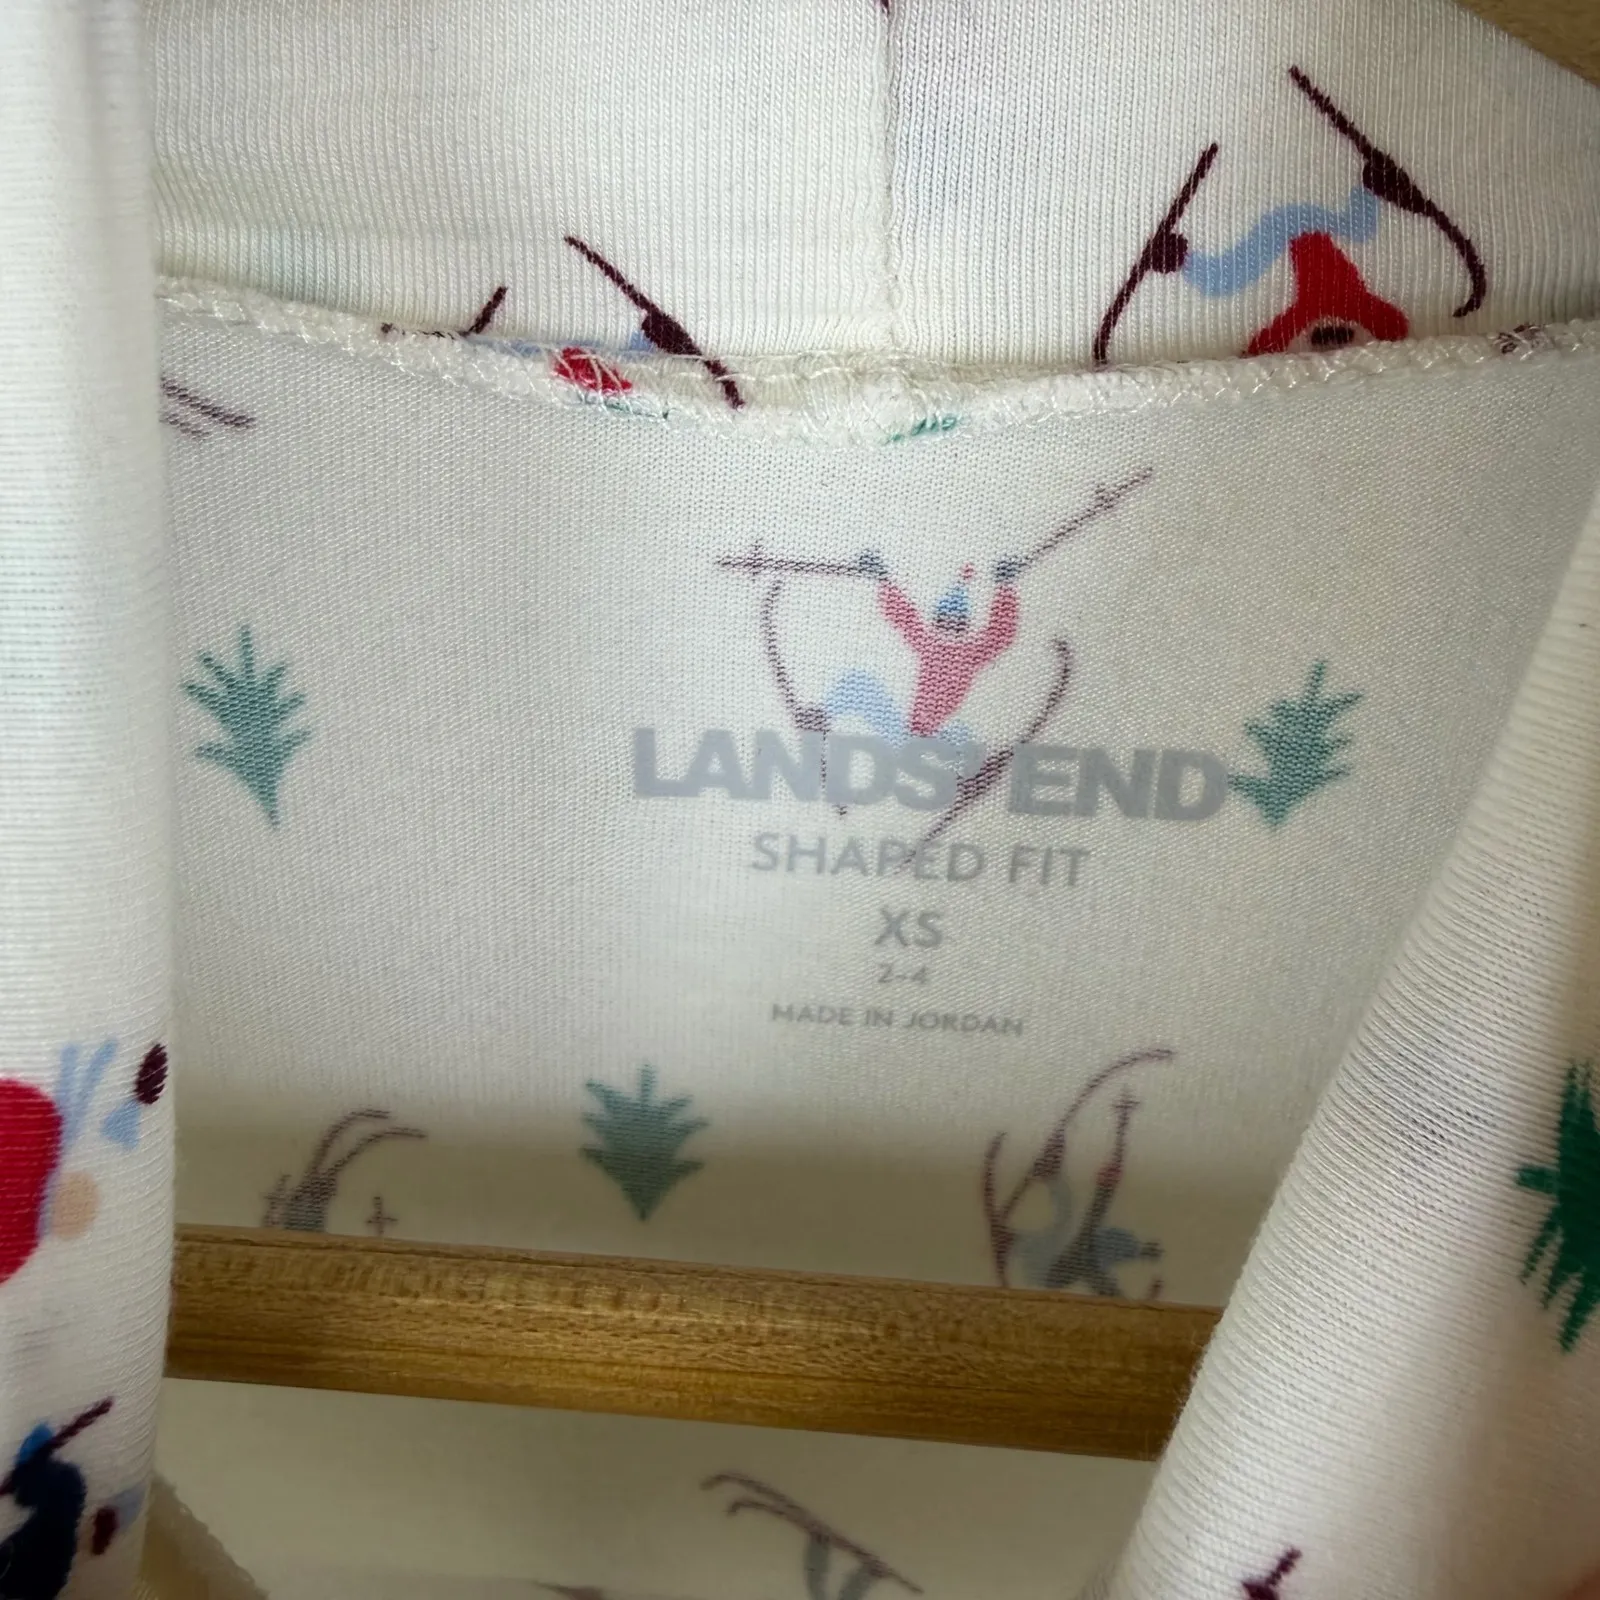 LANDS' END
SHAPED FIT
XS
2-4
MADE IN JORDAN